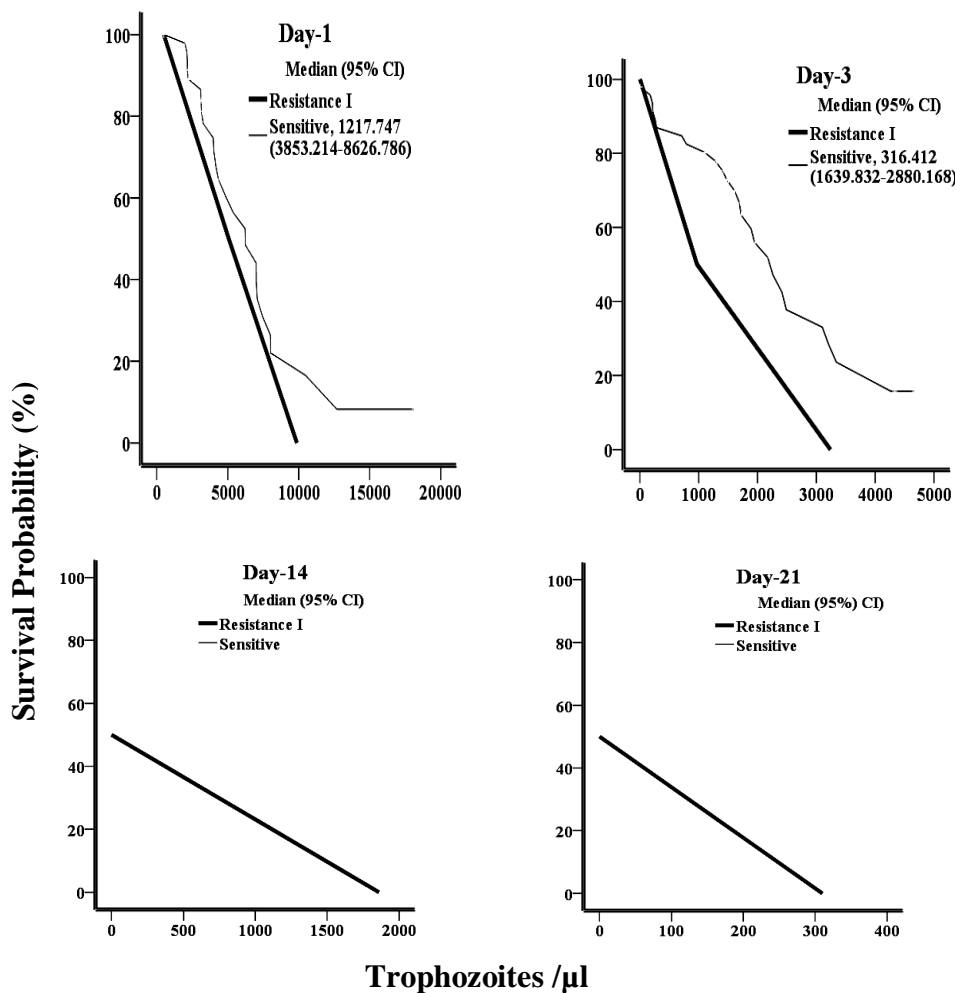 Survival Probability (%)
Day-1
Median (95% CI)
Resistance I
Sensitive, 1217.747
(3853.214-8626.786)
100
80
60
40
20
0
0 5000 10000 15000 20000
Day-3
Median (95% CI)
Resistance I
Sensitive, 316.412
(1639.832-2880.168)
100
80
60
40
20
0
0 1000 2000 3000 4000 5000
Day-14
Median (95% CI)
Resistance I
Sensitive
100
80
60
40
20
0
0 500 1000 1500 2000
Day-21
Median (95%) CI)
Resistance I
Sensitive
100
80
60
40
20
0
0 100 200 300 400
Trophozoites /µl